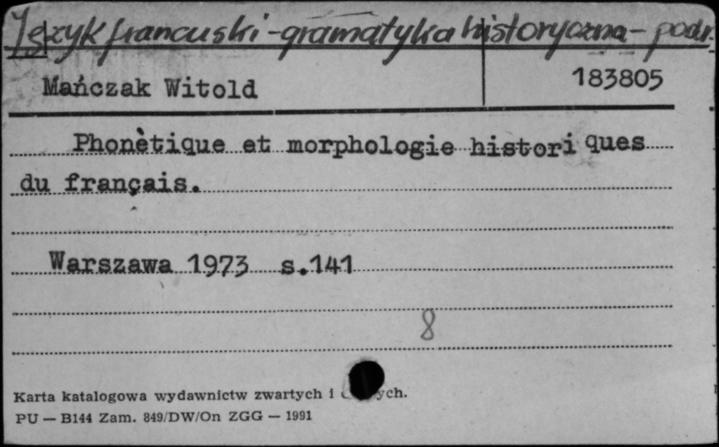 Język francuski - gramatyka historyczna - podr.
Mańczak Witold 183805
Phonètique et morphologie histori ques
du français.
Warszawa 1973 s.141
8
Karta katalogowa wydawnictw zwartych i
PU — B144 Zam. 849/DW/On ZGG — 1991